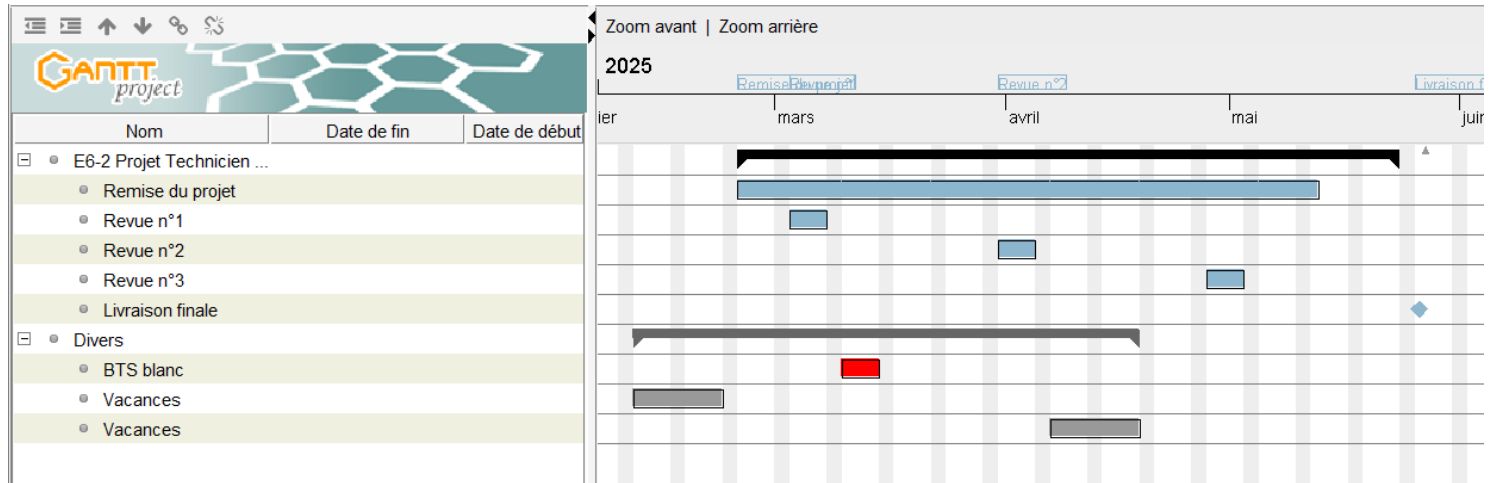 Zoom avant | Zoom arrière
GANTT
project
2025
Revue n°2
Nom Date de fin Date de début
ier mars avril mai juin
E6-2 Projet Technicien ...
Remise du projet
Revue n°1
Revue n°2
Revue n°3
Livraison finale
Divers
BTS blanc
Vacances
Vacances